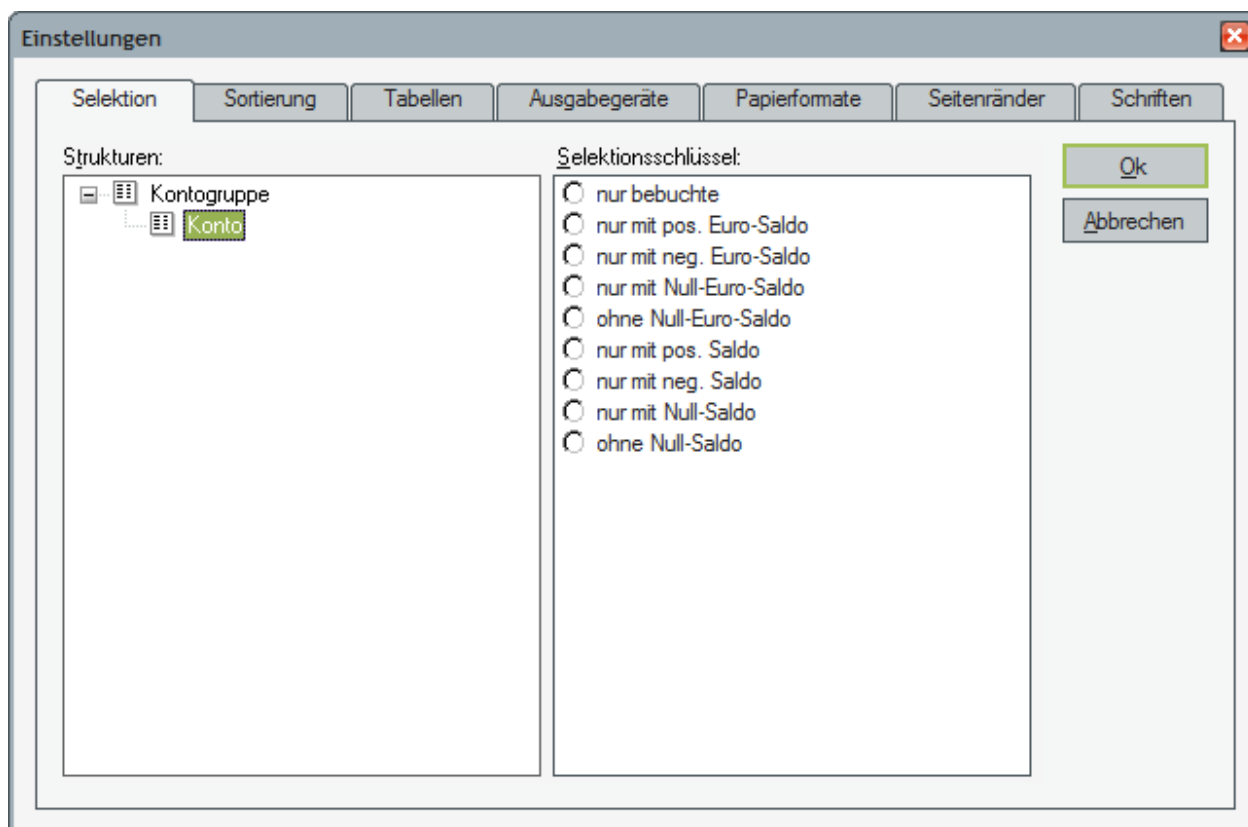 Einstellungen
Selektion Sortierung Tabellen Ausgabegeräte Papierformate Seitenränder Schriften
Strukturen:
Kontogruppe
Konto
Selektionsschlüssel:
nur bebuchte
nur mit pos. Euro-Saldo
nur mit neg. Euro-Saldo
nur mit Null-Euro-Saldo
ohne Null-Euro-Saldo
nur mit pos. Saldo
nur mit neg. Saldo
nur mit Null-Saldo
ohne Null-Saldo
Ok
Abbrechen